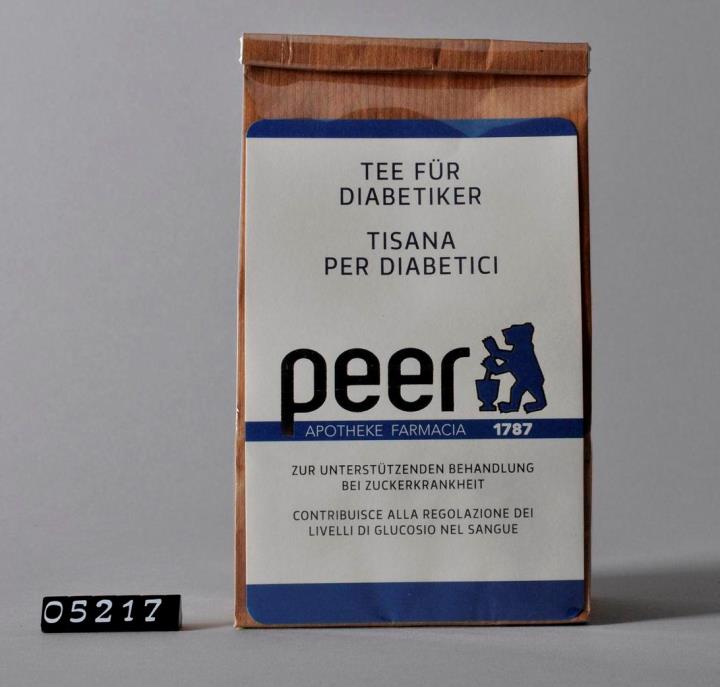 TEE FÜR
DIABETIKER
TISANA
PER DIABETICI
peer
APOTHEKE FARMACIA 1787
ZUR UNTERSTÜTZENDEN BEHANDLUNG
BEI ZUCKERKRANKHEIT
CONTRIBUISCE ALLA REGOLAZIONE DEI
LIVELLI DI GLUCOSIO NEL SANGUE
05217